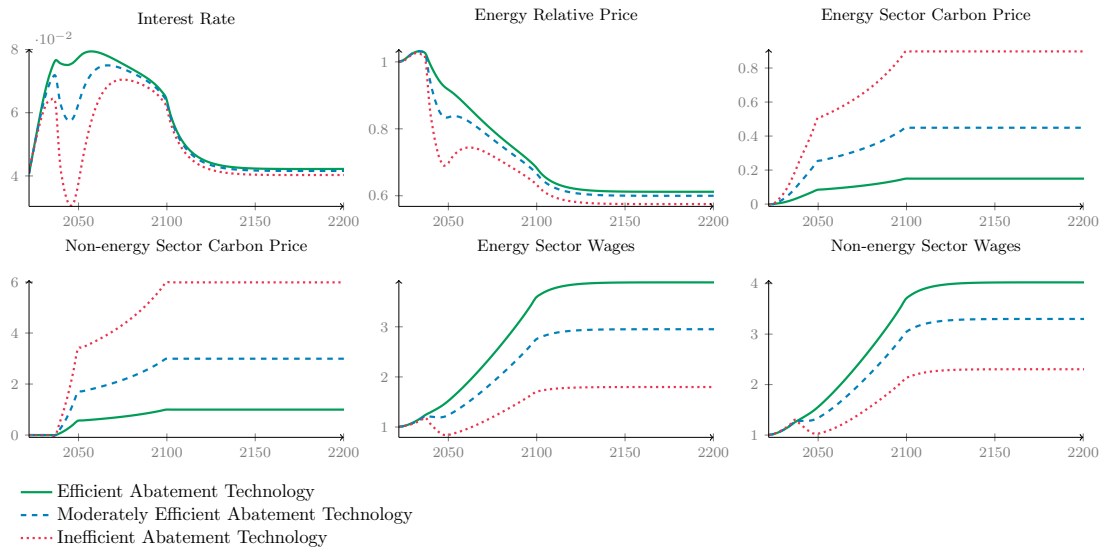 Interest Rate
Energy Relative Price
Energy Sector Carbon Price
·10⁻²
8
6
4
2050 2100 2150 2200
1
0.8
0.6
2050 2100 2150 2200
0.8
0.6
0.4
0.2
0
2050 2100 2150 2200
Non-energy Sector Carbon Price
Energy Sector Wages
Non-energy Sector Wages
6
4
2
0
2050 2100 2150 2200
3
2
1
2050 2100 2150 2200
4
3
2
1
2050 2100 2150 2200
Efficient Abatement Technology
Moderately Efficient Abatement Technology
Inefficient Abatement Technology